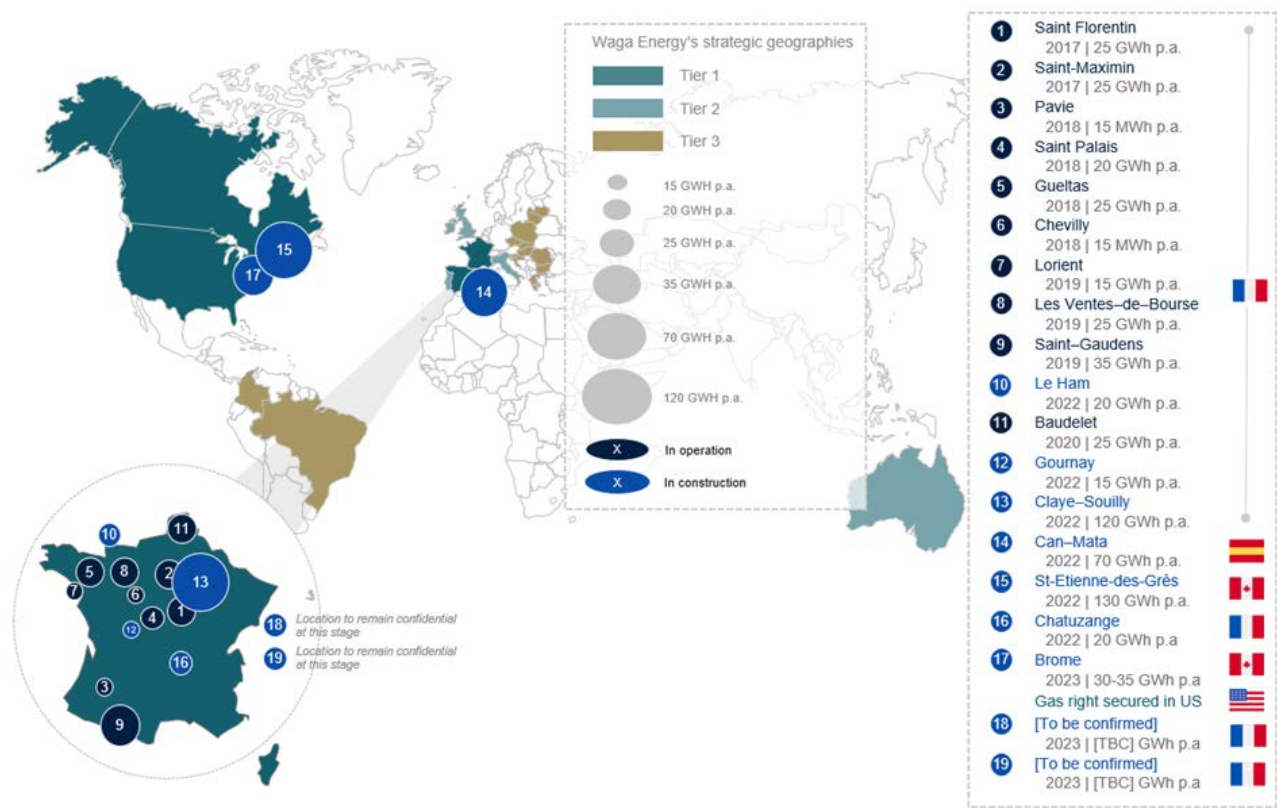 Waga Energy's strategic geographies
Tier 1
Tier 2
Tier 3
15 GWH p.a.
20 GWH p.a.
25 GWH p.a.
35 GWH p.a.
70 GWH p.a.
120 GWH p.a.
X In operation
X In construction
15
17
14
11
10
5
8
2
13
7
6
4
1
12
16
3
9
18 Location to remain confidential
at this stage
19 Location to remain confidential
at this stage
1 Saint Florentin
2017 | 25 GWh p.a.
2 Saint-Maximin
2017 | 25 GWh p.a.
3 Pavie
2018 | 15 MWh p.a.
4 Saint Palais
2018 | 20 GWh p.a.
5 Gueltas
2018 | 25 GWh p.a.
6 Chevilly
2018 | 15 MWh p.a.
7 Lorient
2019 | 15 GWh p.a.
8 Les Ventes–de–Bourse
2019 | 25 GWh p.a.
9 Saint–Gaudens
2019 | 35 GWh p.a.
10 Le Ham
2022 | 20 GWh p.a.
11 Baudelet
2020 | 25 GWh p.a.
12 Gournay
2022 | 15 GWh p.a.
13 Claye–Souilly
2022 | 120 GWh p.a.
14 Can–Mata
2022 | 70 GWh p.a.
15 St-Etienne-des-Grès
2022 | 130 GWh p.a.
16 Chatuzange
2022 | 20 GWh p.a
17 Brome
2023 | 30-35 GWh p.a
Gas right secured in US
18 [To be confirmed]
2023 | [TBC] GWh p.a
19 [To be confirmed]
2023 | [TBC] GWh p.a